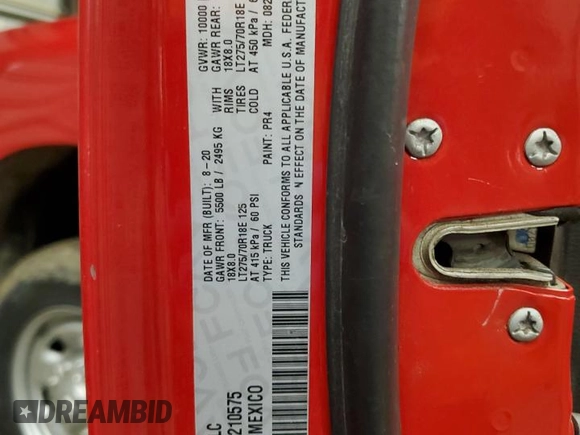 DATE OF MFR (BUILT): 8-20
GVWR: 10000
GAWR FRONT: 5500 LB / 2495 KG
WITH
GAWR REAR:
18X8.0
RIMS
18X8.0
LT275/70R18E 125
TIRES
LT275/70R18E
AT 415 kPa / 60 PSI
COLD
AT 450 kPa /
TYPE: TRUCK
PAINT: PR4
MDH: 082
THIS VEHICLE CONFORMS TO ALL APPLICABLE U.S.A. FEDER
STANDARDS N EFFECT ON THE DATE OF MANUFACT
LC
210575
MEXICO
DREAMBID